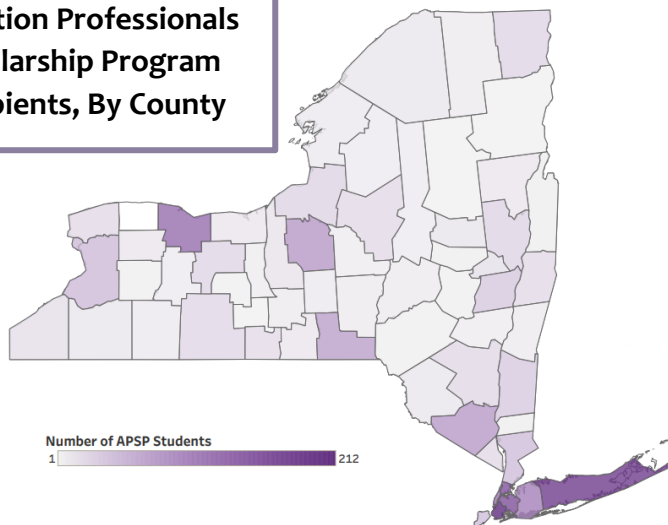 tion Professionals
larship Program
pients, By County
Number of APSP Students
1
212